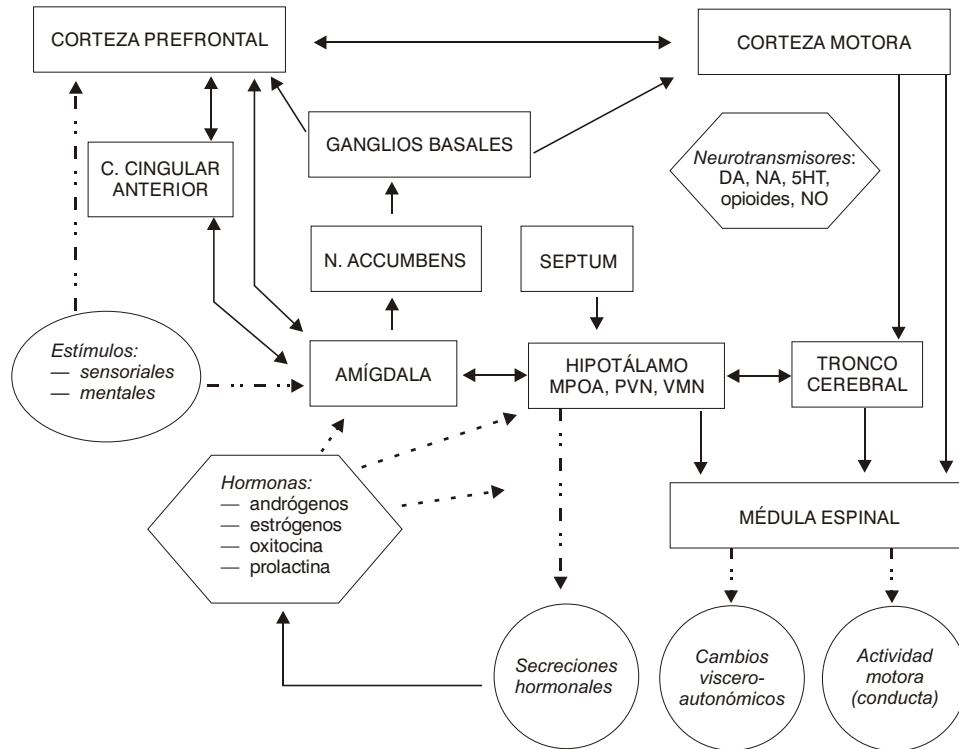 CORTEZA PREFRONTAL
CORTEZA MOTORA
GANGLIOS BASALES
Neurotransmisores:
DA, NA, 5HT,
opioides, NO
C. CINGULAR
ANTERIOR
N. ACCUMBENS
SEPTUM
Estímulos:
— sensoriales
— mentales
AMÍGDALA
HIPOTÁLAMO
MPOA, PVN, VMN
TRONCO
CEREBRAL
Hormonas:
— andrógenos
— estrógenos
— oxitocina
— prolactina
MÉDULA ESPINAL
Secreciones
hormonales
Cambios
viscero-
autonómicos
Actividad
motora
(conducta)